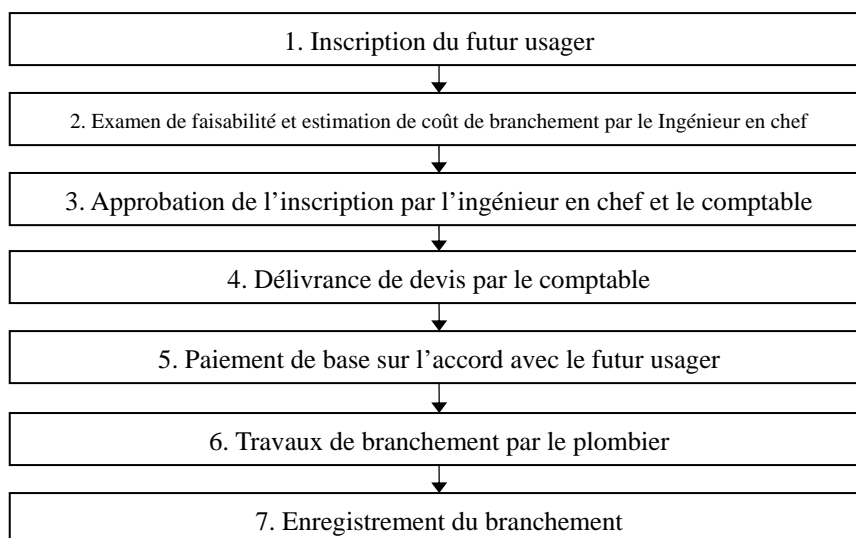 1. Inscription du futur usager
2. Examen de faisabilité et estimation de coût de branchement par le Ingénieur en chef
3. Approbation de l’inscription par l’ingénieur en chef et le comptable
4. Délivrance de devis par le comptable
5. Paiement de base sur l’accord avec le futur usager
6. Travaux de branchement par le plombier
7. Enregistrement du branchement